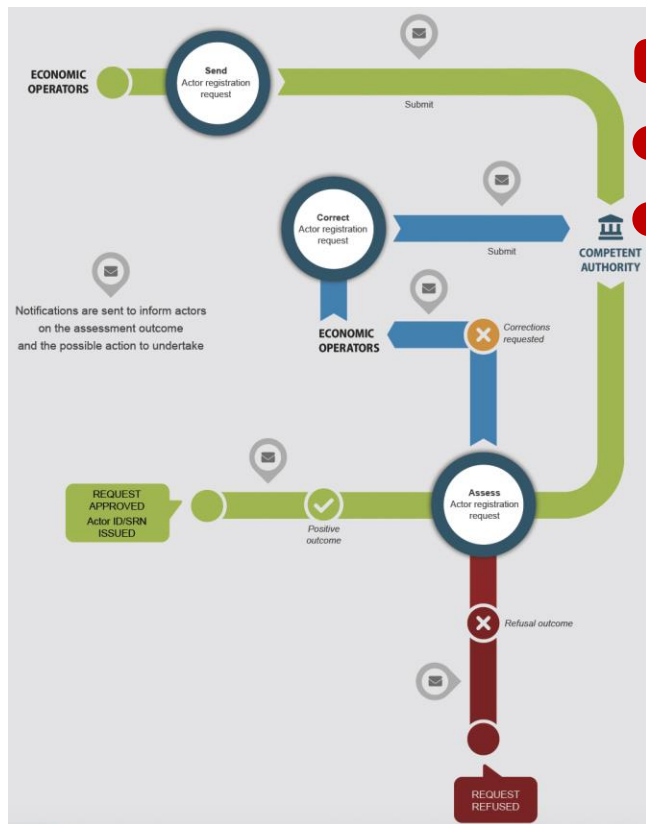 ECONOMIC
OPERATORS
Send
Actor registration
request
Submit
Correct
Actor registration
request
Submit
COMPETENT
AUTHORITY
Notifications are sent to inform actors
on the assessment outcome
and the possible action to undertake
ECONOMIC
OPERATORS
Corrections
requested
REQUEST
APPROVED
Actor ID/SRN
ISSUED
Positive
outcome
Assess
Actor registration
request
Refusal outcome
REQUEST
REFUSED